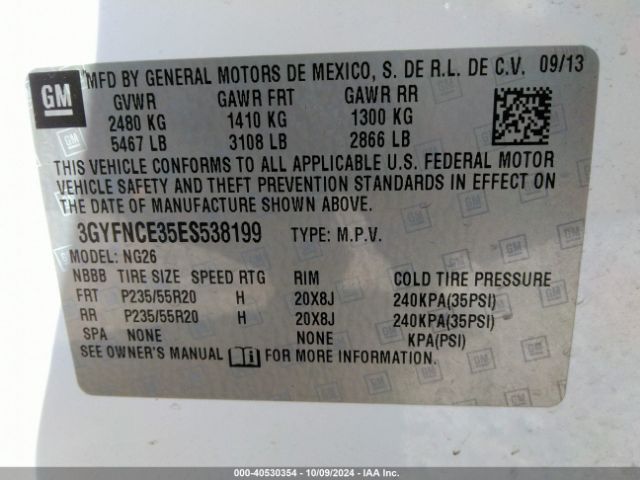 GM MFD BY GENERAL MOTORS DE MEXICO, S. DE R.L. DE C.V. 09/13
GVWR GAWR FRT GAWR RR
2480 KG 1410 KG 1300 KG
5467 LB 3108 LB 2866 LB
THIS VEHICLE CONFORMS TO ALL APPLICABLE U.S. FEDERAL MOTOR
VEHICLE SAFETY AND THEFT PREVENTION STANDARDS IN EFFECT ON
THE DATE OF MANUFACTURE SHOWN ABOVE.
3GYFNCE35ES538199 TYPE: M.P.V.
MODEL: NG26
NBBB TIRE SIZE SPEED RTG RIM COLD TIRE PRESSURE
FRT P235/55R20 H 20X8J 240KPA(35PSI)
RR P235/55R20 H 20X8J 240KPA(35PSI)
SPA NONE NONE KPA(PSI)
SEE OWNER'S MANUAL FOR MORE INFORMATION.
000-40530354 - 10/09/2024 - IAA Inc.